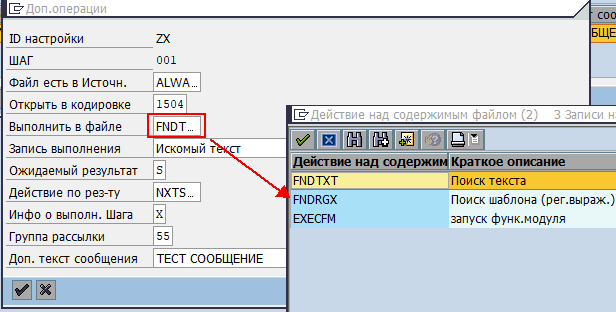 Доп.операции
ID настройки ZX
ШАГ 001
Файл есть в Источн. ALWA…
Открыть в кодировке 1504
Выполнить в файле FNDT…
Запись выполнения Искомый текст
Ожидаемый результат S
Действие по рез-ту NXTS…
Инфо о выполн. Шага X
Группа рассылки 55
Доп. текст сообщения ТЕСТ СООБЩЕНИЕ
Действие над содержимым файлом (2) 3 Записи на
Действие над содержим Краткое описание
FNDTXT Поиск текста
FNDRGX Поиск шаблона (рег.выраж.)
EXECFM запуск функ.модуля